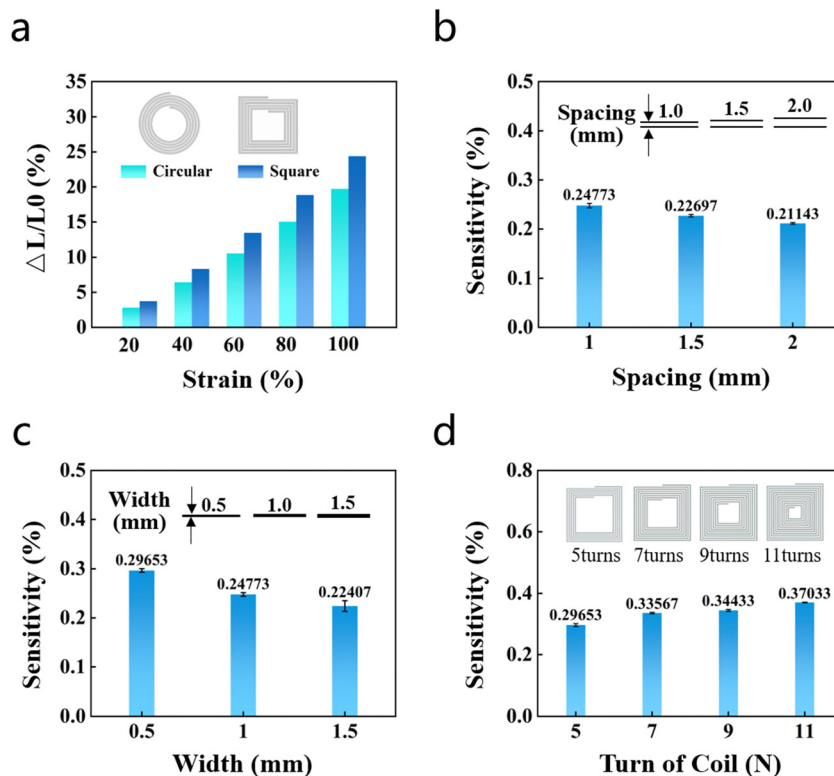 a
35
30
25
20
15
10
5
0
△L/L0 (%)
Circular
Square
20 40 60 80 100
Strain (%)
b
0.5
0.4
0.3
0.2
0.1
0.0
Sensitivity (%)
Spacing
(mm)
1.0 1.5 2.0
0.24773
0.22697
0.21143
1 1.5 2
Spacing (mm)
c
0.5
0.4
0.3
0.2
0.1
0.0
Sensitivity (%)
Width
(mm)
0.5 1.0 1.5
0.29653
0.24773
0.22407
0.5 1 1.5
Width (mm)
d
0.8
0.6
0.4
0.2
0.0
Sensitivity (%)
5turns 7turns 9turns 11turns
0.29653
0.33567
0.34433
0.37033
5 7 9 11
Turn of Coil (N)